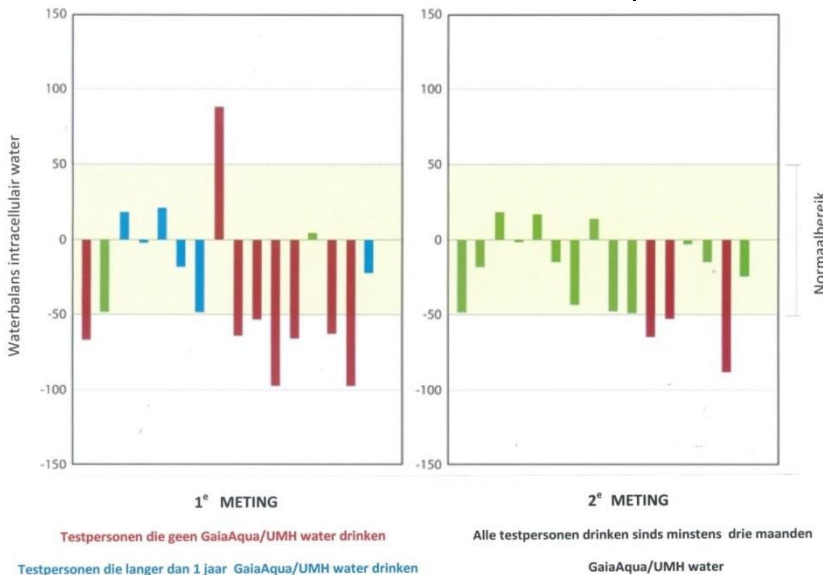 Waterbalans intracellulair water
150
100
50
0
-50
-100
-150
150
100
50
0
-50
-100
-150
Normaalbereik
1e METING
Testpersonen die geen GaiaAqua/UMH water drinken
Testpersonen die langer dan 1 jaar GaiaAqua/UMH water drinken
2e METING
Alle testpersonen drinken sinds minstens drie maanden
GaiaAqua/UMH water